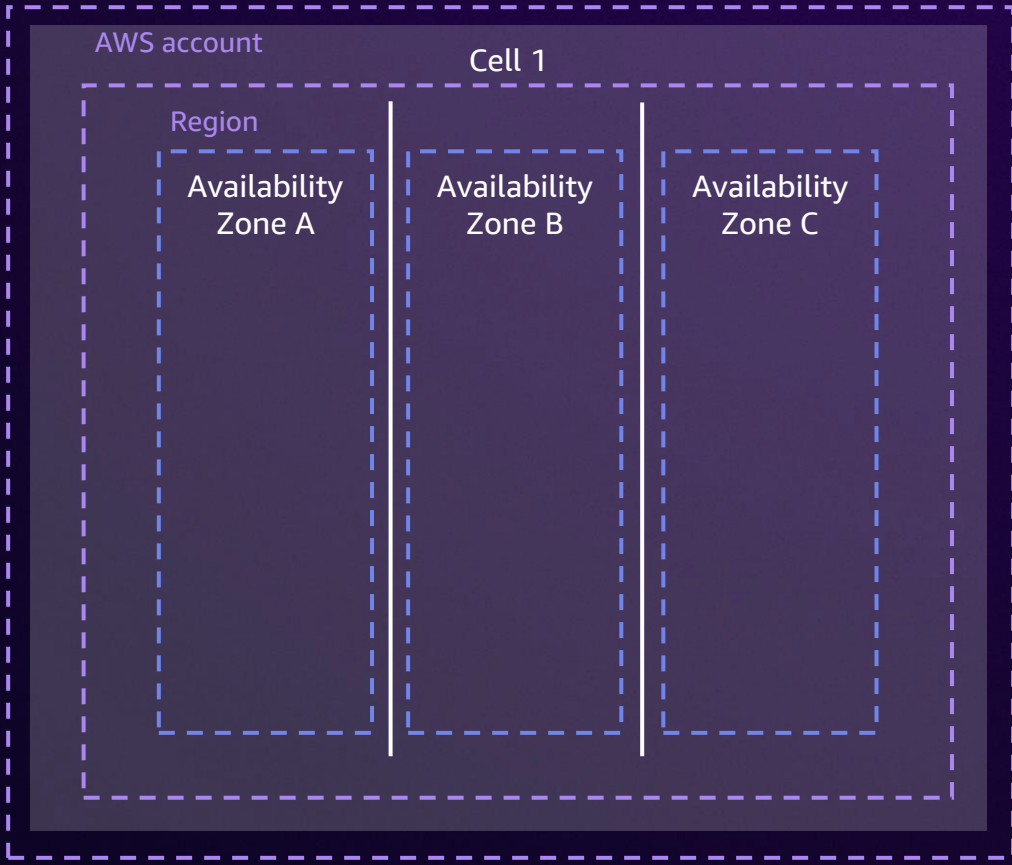 AWS account
Cell 1
Region
Availability
Zone A
Availability
Zone B
Availability
Zone C